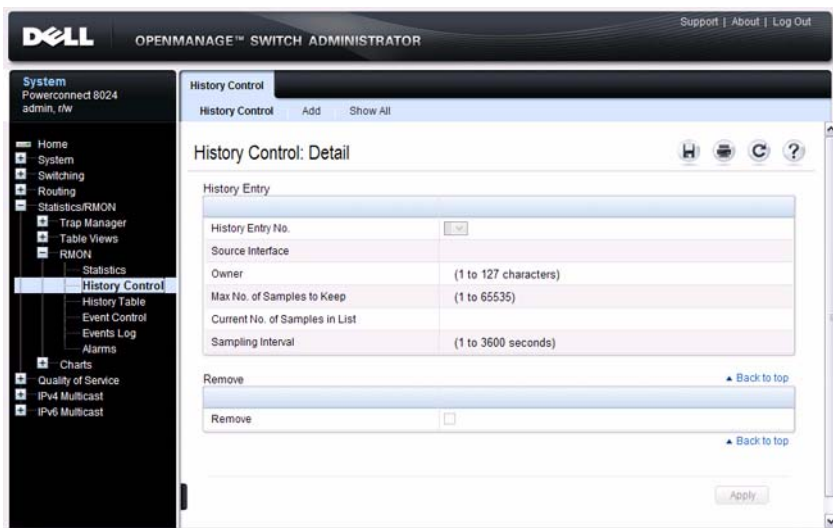 Support | About | Log Out
DELL OPENMANAGE™ SWITCH ADMINISTRATOR
System
Powerconnect 8024
admin, r/w
Home
System
Switching
Routing
Statistics/RMON
Trap Manager
Table Views
RMON
Statistics
History Control
History Table
Event Control
Events Log
Alarms
Charts
Quality of Service
IPv4 Multicast
IPv6 Multicast
History Control
History Control Add Show All
History Control: Detail
?
History Entry
History Entry No.
Source Interface
Owner (1 to 127 characters)
Max No. of Samples to Keep (1 to 65535)
Current No. of Samples in List
Sampling Interval (1 to 3600 seconds)
Remove Back to top
Remove
Back to top
Apply